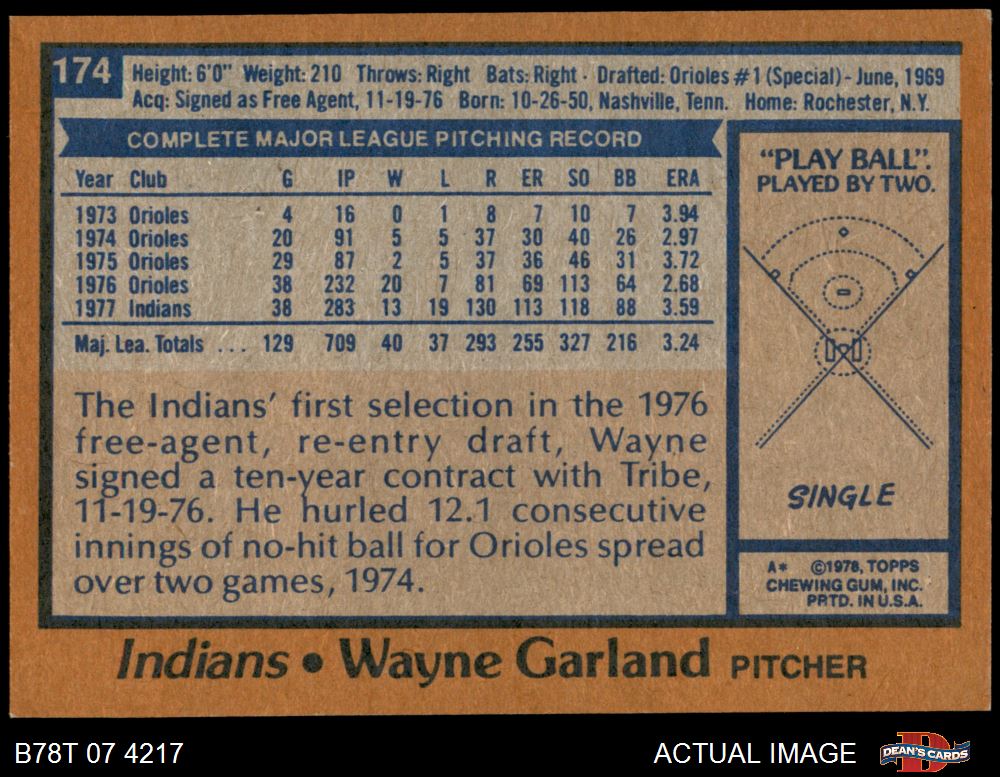 174
Height: 6'0" Weight: 210 Throws: Right Bats: Right · Drafted: Orioles #1 (Special) - June, 1969
Acq: Signed as Free Agent, 11-19-76 Born: 10-26-50, Nashville, Tenn. Home: Rochester, N.Y.
COMPLETE MAJOR LEAGUE PITCHING RECORD
Year Club G IP W L R ER SO BB ERA
1973 Orioles 4 16 0 1 8 7 10 7 3.94
1974 Orioles 20 91 5 5 37 30 40 26 2.97
1975 Orioles 29 87 2 5 37 36 46 31 3.72
1976 Orioles 38 232 20 7 81 69 113 64 2.68
1977 Indians 38 283 13 19 130 113 118 88 3.59
Maj. Lea. Totals ... 129 709 40 37 293 255 327 216 3.24
The Indians' first selection in the 1976
free-agent, re-entry draft, Wayne
signed a ten-year contract with Tribe,
11-19-76. He hurled 12.1 consecutive
innings of no-hit ball for Orioles spread
over two games, 1974.
"PLAY BALL".
PLAYED BY TWO.
SINGLE
A* ©1978, TOPPS
CHEWING GUM, INC.
PRTD. IN U.S.A.
Indians • Wayne Garland PITCHER
B78T 07 4217
ACTUAL IMAGE
D
DEAN'S CARDS